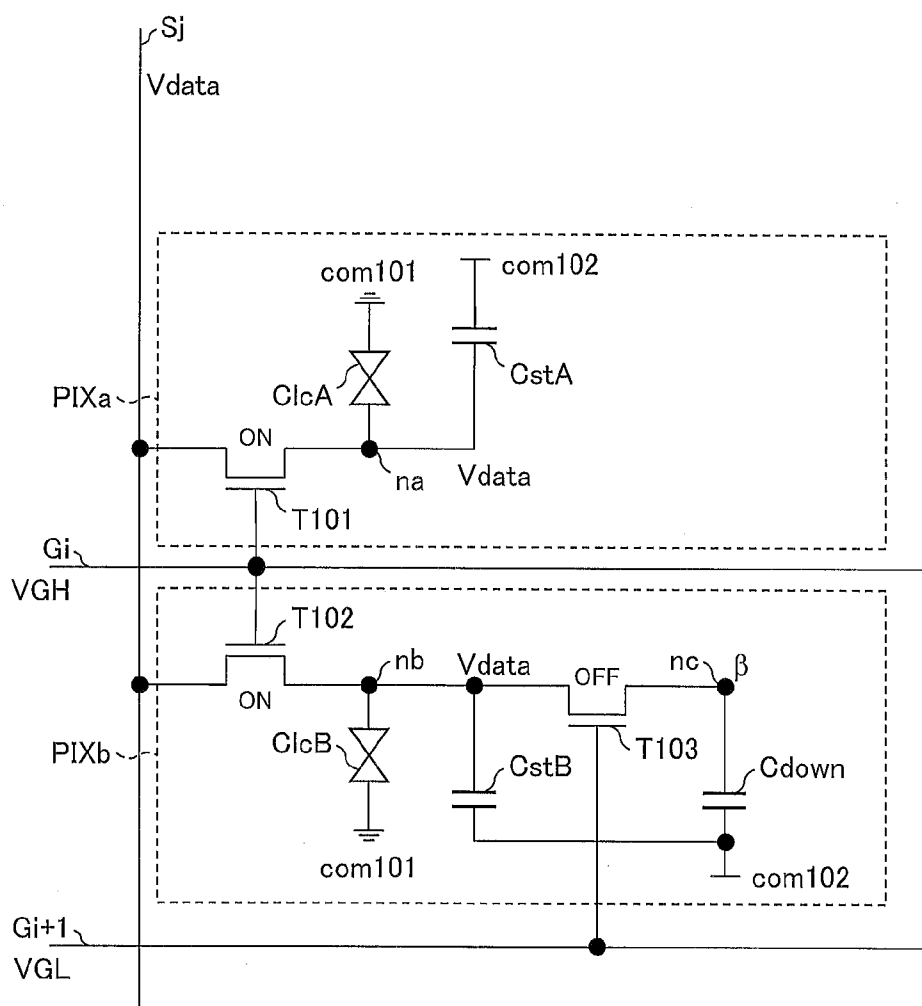 Sj
Vdata
com101
com102
CstA
ClcA
PIXa
ON
na
Vdata
T101
Gi
VGH
T102
nb
Vdata
OFF
nc
β
ON
ClcB
T103
PIXb
CstB
Cdown
com101
com102
Gi+1
VGL